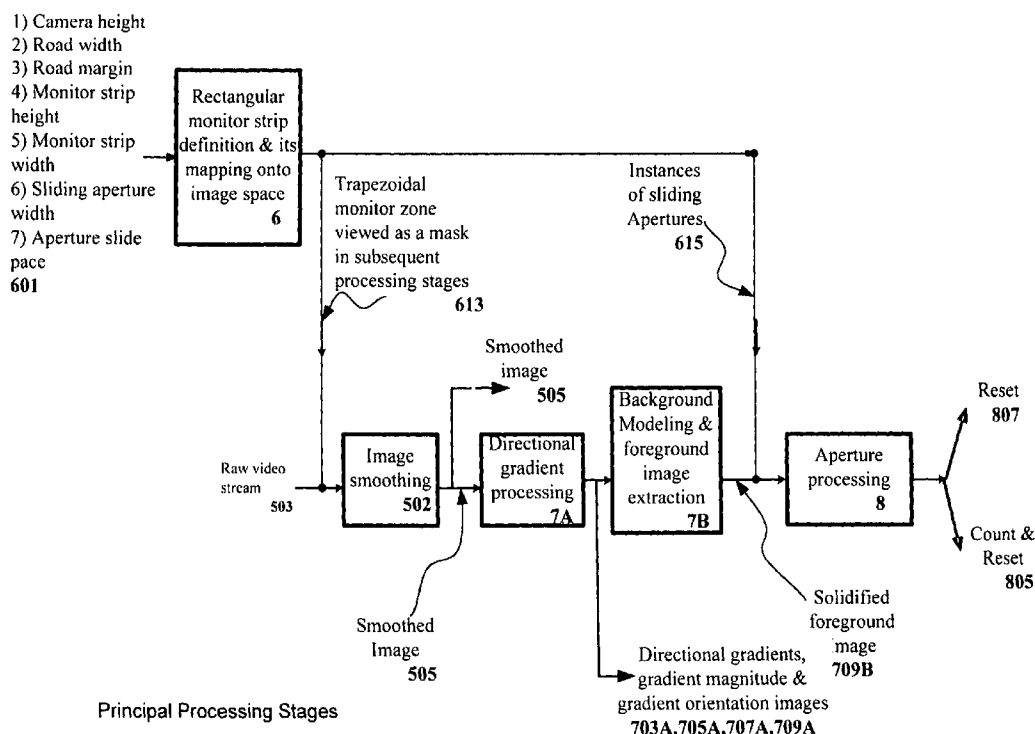 1) Camera height
2) Road width
3) Road margin
4) Monitor strip
height
5) Monitor strip
width
6) Sliding aperture
width
7) Aperture slide
pace
601
Rectangular
monitor strip
definition & its
mapping onto
image space
6
Trapezoidal
monitor zone
viewed as a mask
in subsequent
processing stages
613
Instances
of sliding
Apertures
615
Smoothed
image
505
Raw video
stream
503
Image
smoothing
502
Directional
gradient
processing
7A
Background
Modeling &
foreground
image
extraction
7B
Aperture
processing
8
Reset
807
Count &
Reset
805
Smoothed
Image
505
Solidified
foreground
mage
709B
Directional gradients,
gradient magnitude &
gradient orientation images
703A,705A,707A,709A
Principal Processing Stages